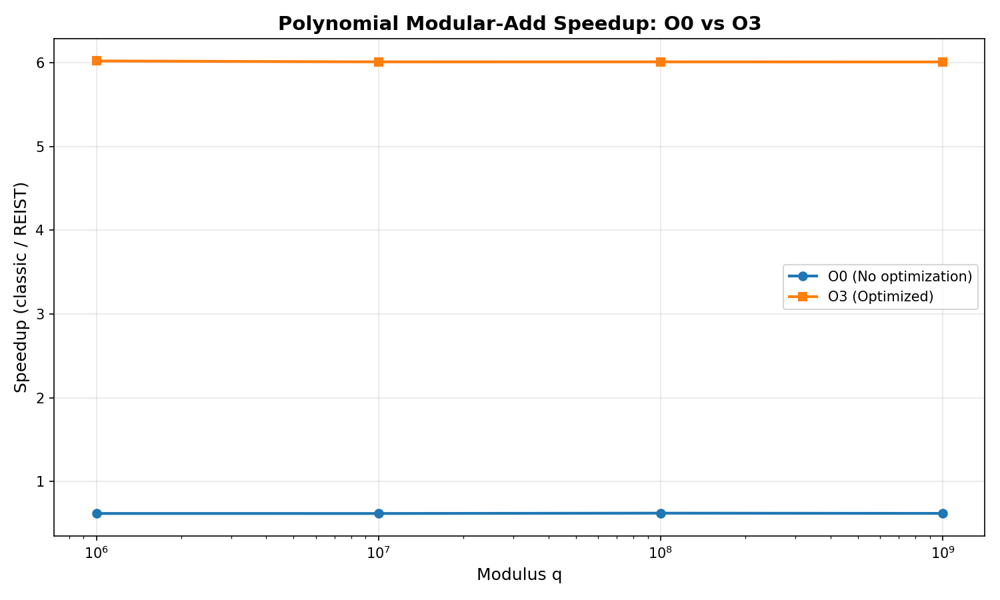 Polynomial Modular-Add Speedup: O0 vs O3
Speedup (classic / REIST)
6
5
4
3
2
1
O0 (No optimization)
O3 (Optimized)
10⁶
10⁷
10⁸
10⁹
Modulus q